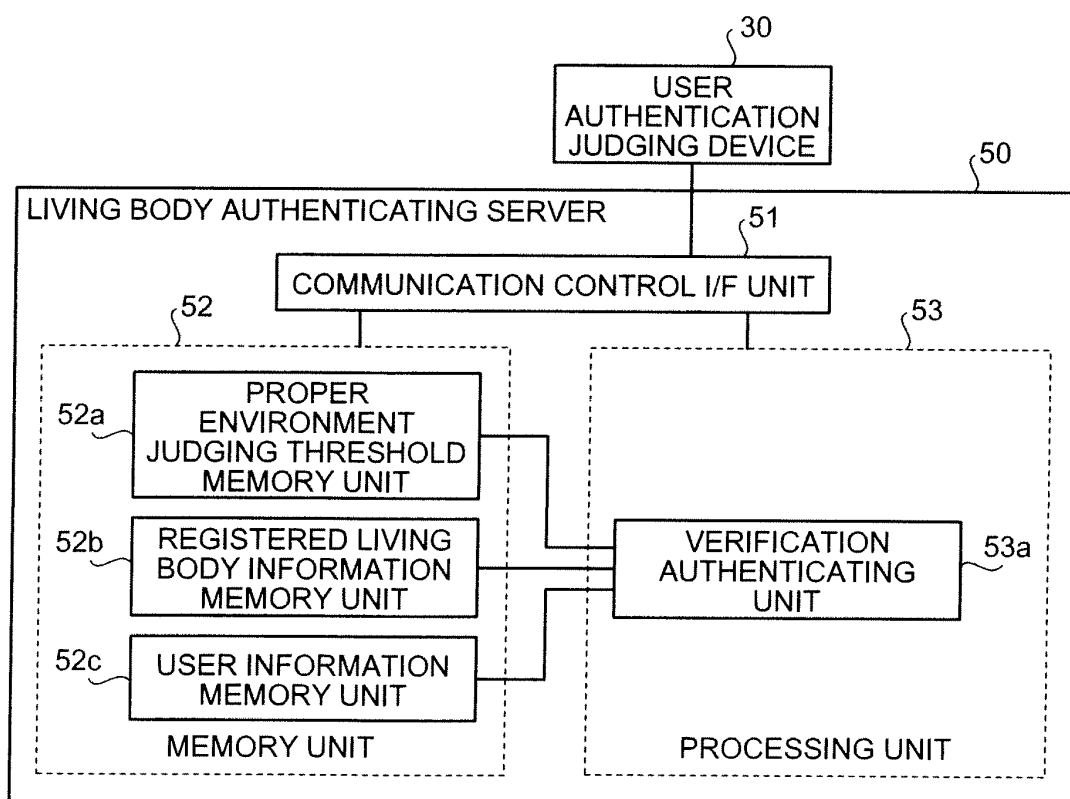 30
USER
AUTHENTICATION
JUDGING DEVICE
50
LIVING BODY AUTHENTICATING SERVER
51
COMMUNICATION CONTROL I/F UNIT
52
53
52a
PROPER
ENVIRONMENT
JUDGING THRESHOLD
MEMORY UNIT
52b
REGISTERED LIVING
BODY INFORMATION
MEMORY UNIT
VERIFICATION
AUTHENTICATING
UNIT
53a
52c
USER INFORMATION
MEMORY UNIT
MEMORY UNIT
PROCESSING UNIT